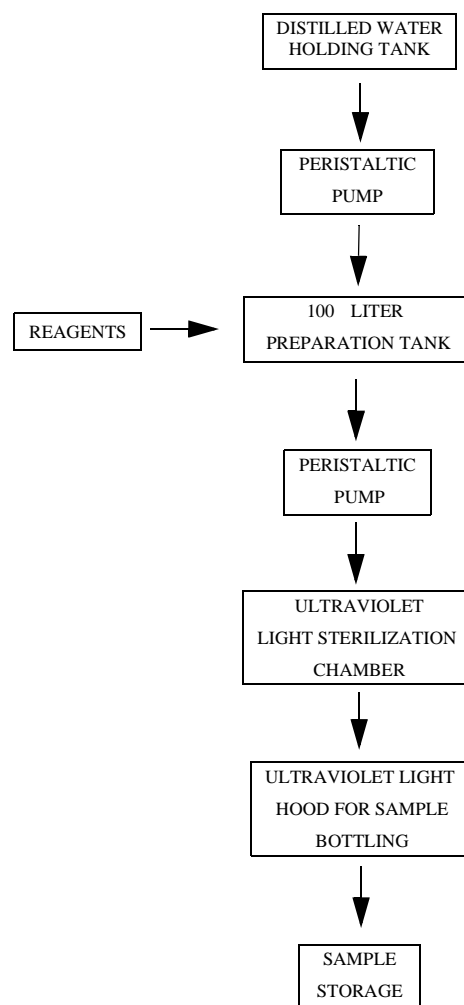 DISTILLED WATER
HOLDING TANK
PERISTALTIC
PUMP
REAGENTS
100 LITER
PREPARATION TANK
PERISTALTIC
PUMP
ULTRAVIOLET
LIGHT STERILIZATION
CHAMBER
ULTRAVIOLET LIGHT
HOOD FOR SAMPLE
BOTTLING
SAMPLE
STORAGE